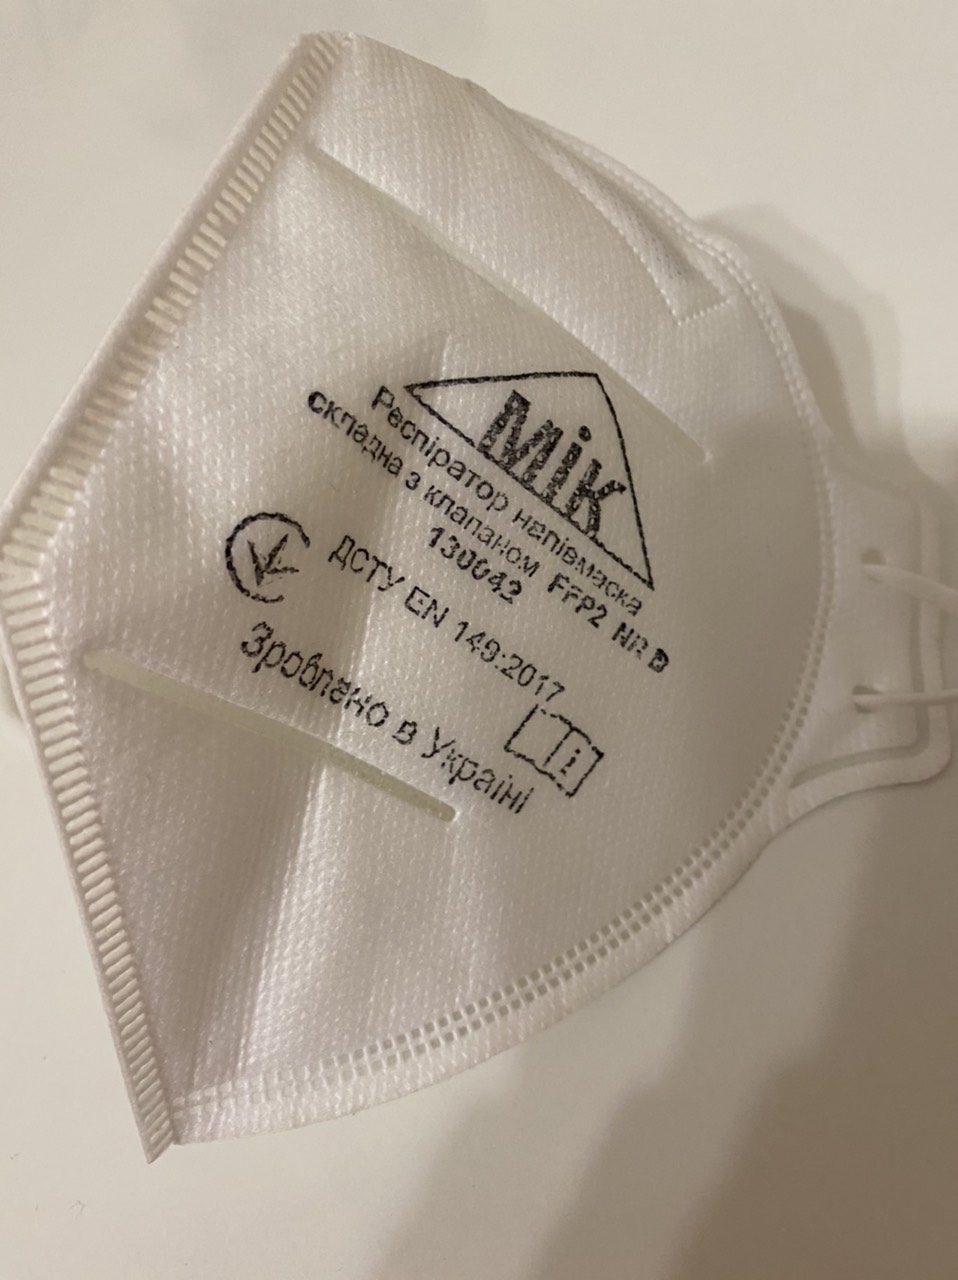 Мік
Респіратор напівмаска
складна з клапаном FFP2 NR D
130042
ДСТУ EN 149:2017
i
Зроблено в Україні